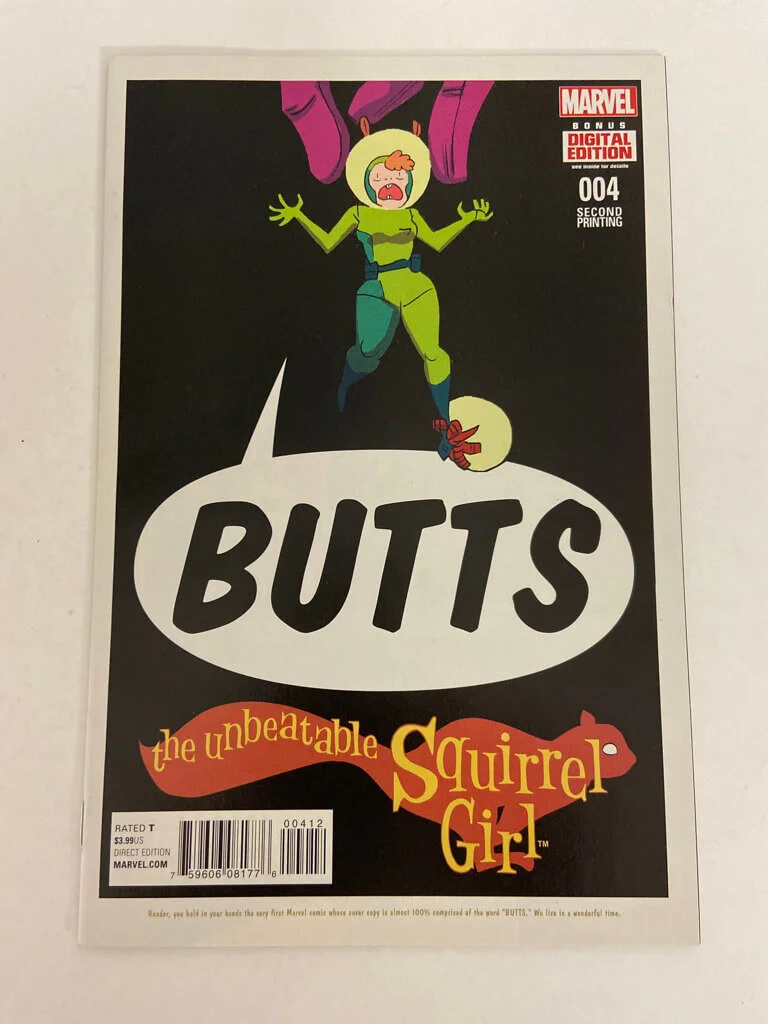 MARVEL
BONUS
DIGITAL
EDITION
see inside for details
004
SECOND
PRINTING
BUTTS
the unbeatable
Squirrel
Girl™
RATED T
$3.99US
DIRECT EDITION
MARVEL.COM
00412
7 59606 08177 6
Reader, you hold in your hands the very first Marvel comic whose cover copy is almost 100% comprised of the word "BUTTS." We live in a wonderful time.